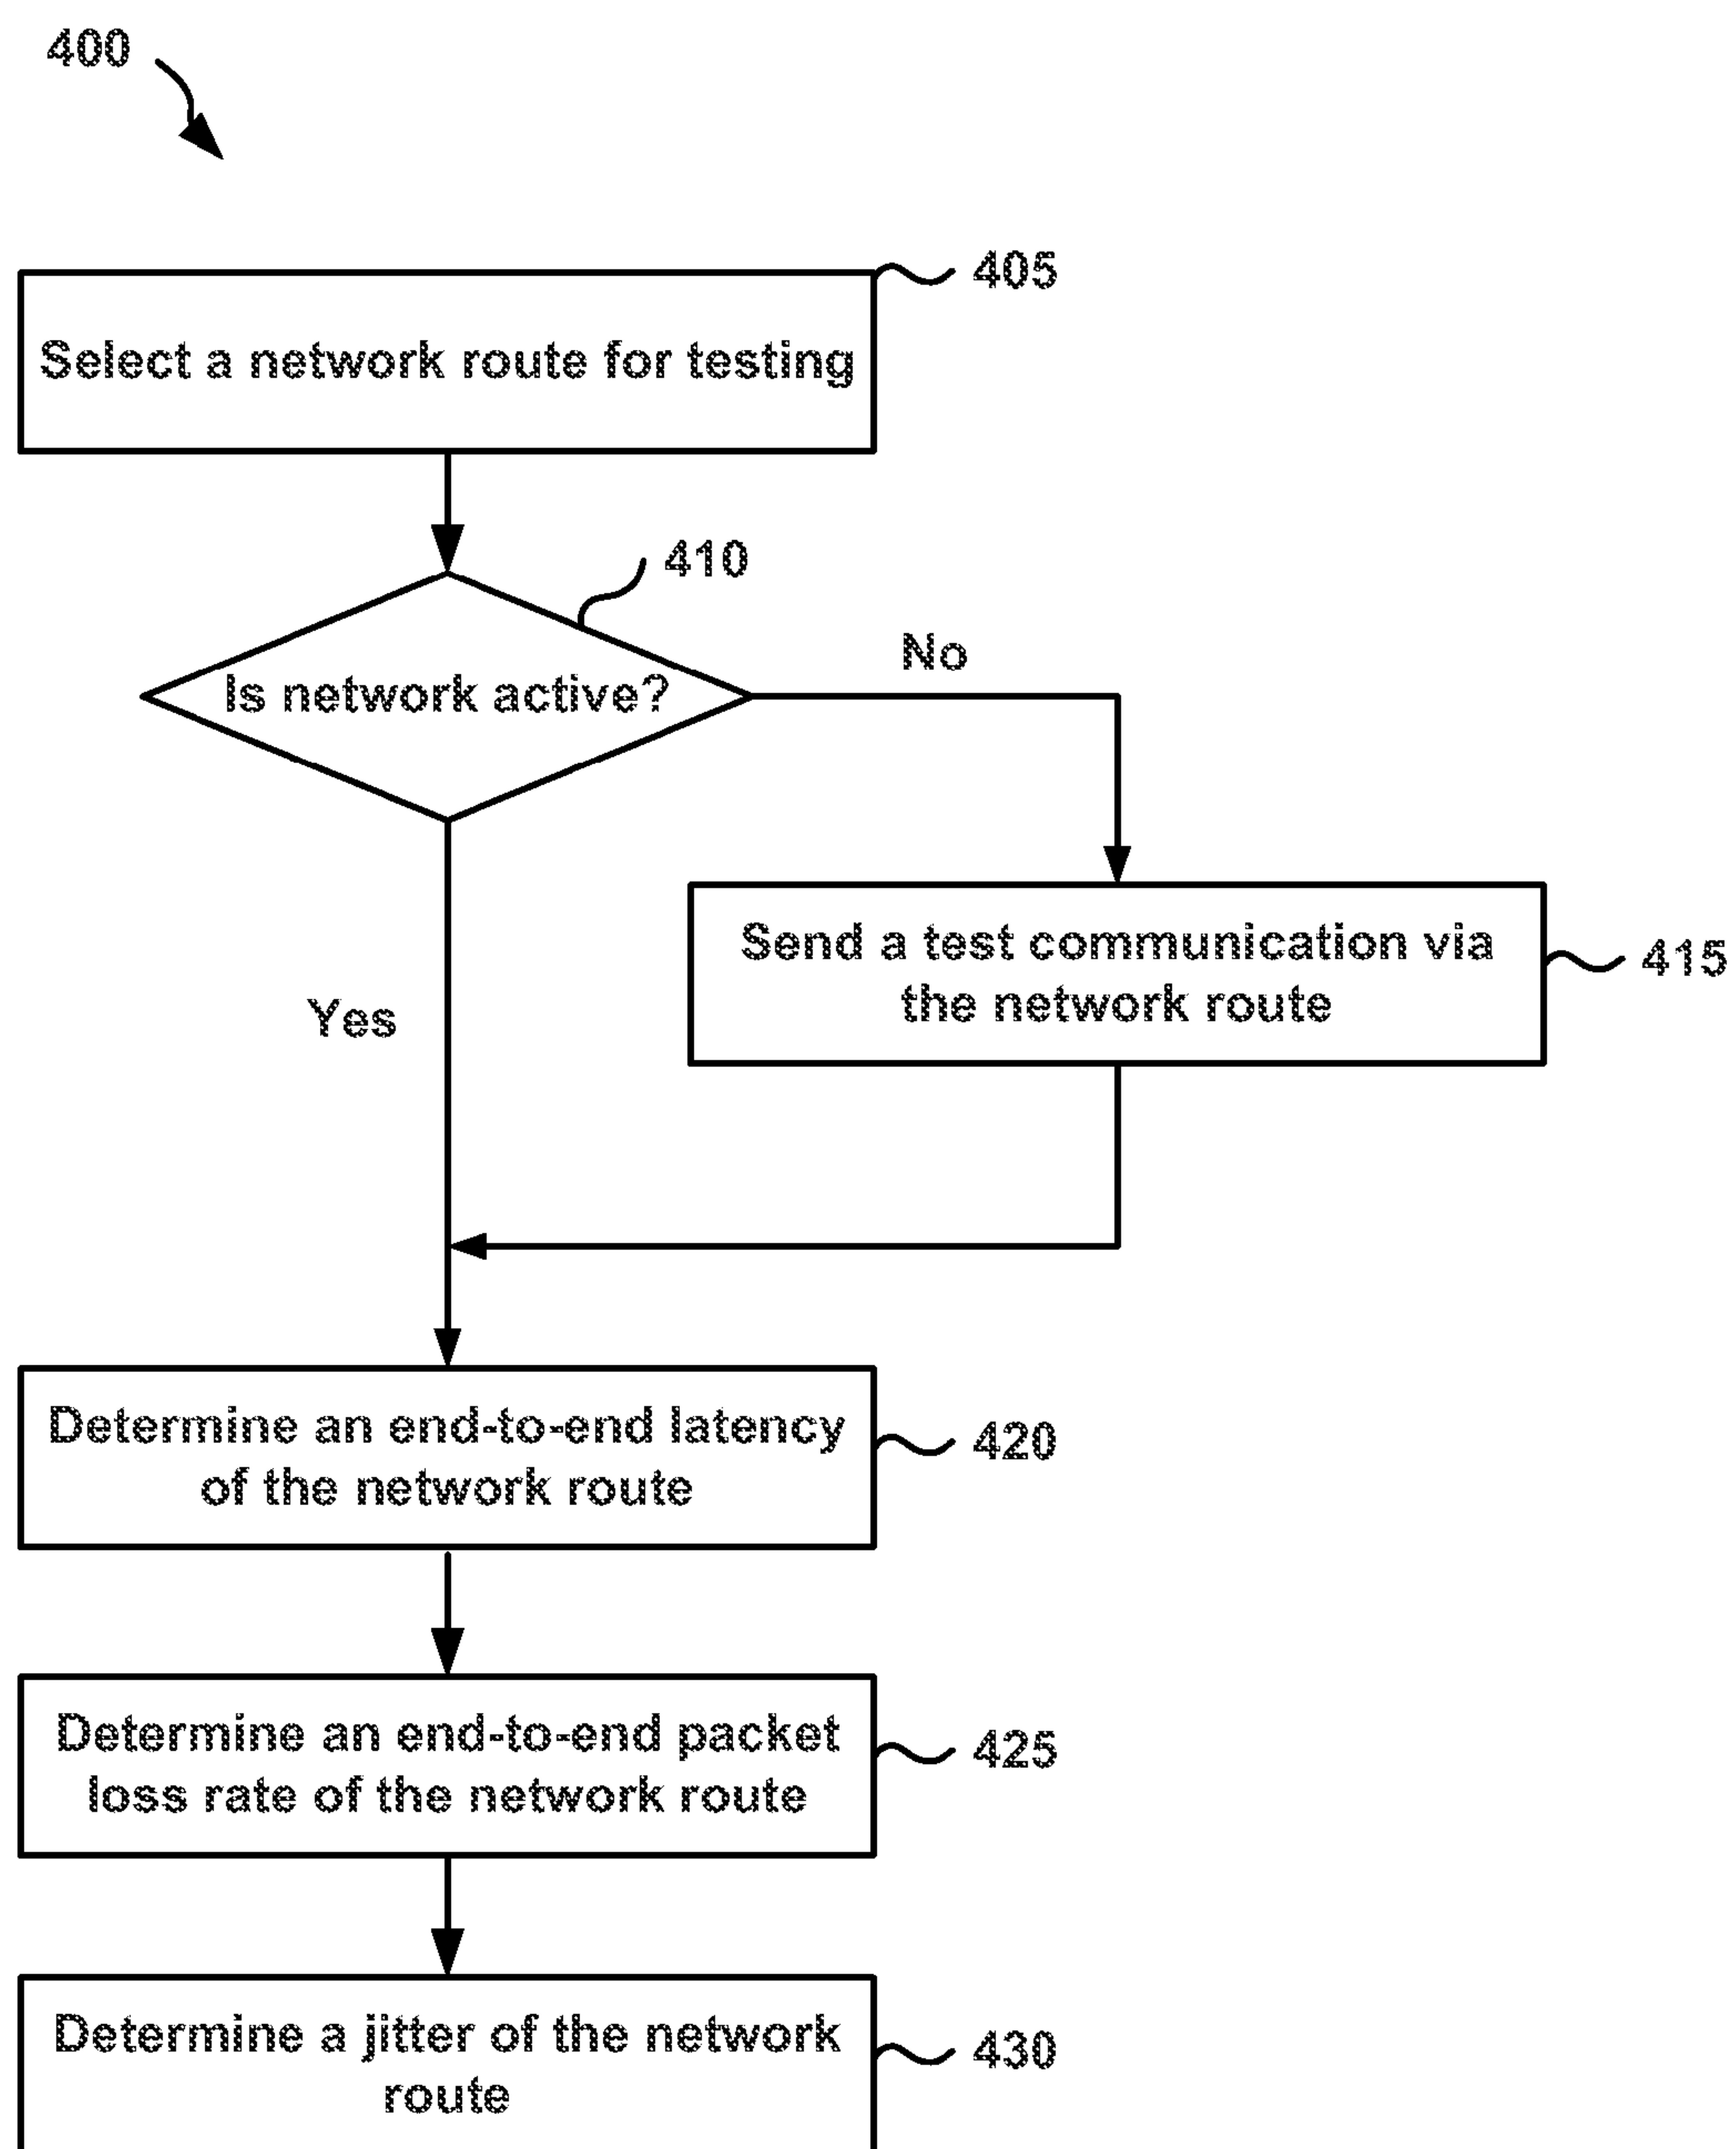 400
405
Select a network route for testing
410
No
Is network active?
Send a test communication via
the network route
415
Yes
Determine an end-to-end latency
of the network route
420
Determine an end-to-end packet
loss rate of the network route
425
Determine a jitter of the network
route
430